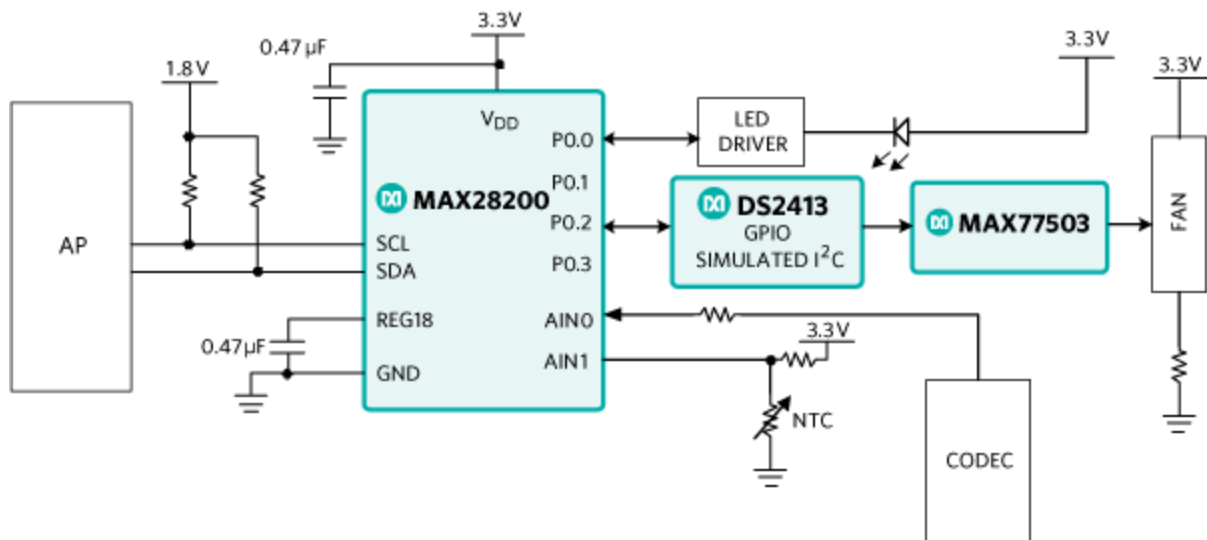 3.3V
0.47 µF
1.8 V
3.3V
3.3V
V_DD
LED
DRIVER
P0.0
P0.1
MAX28200
DS2413
GPIO
SIMULATED I²C
MAX77503
FAN
P0.2
AP
SCL
SDA
P0.3
REG18
AIN0
0.47µF
3.3V
AIN1
GND
NTC
CODEC